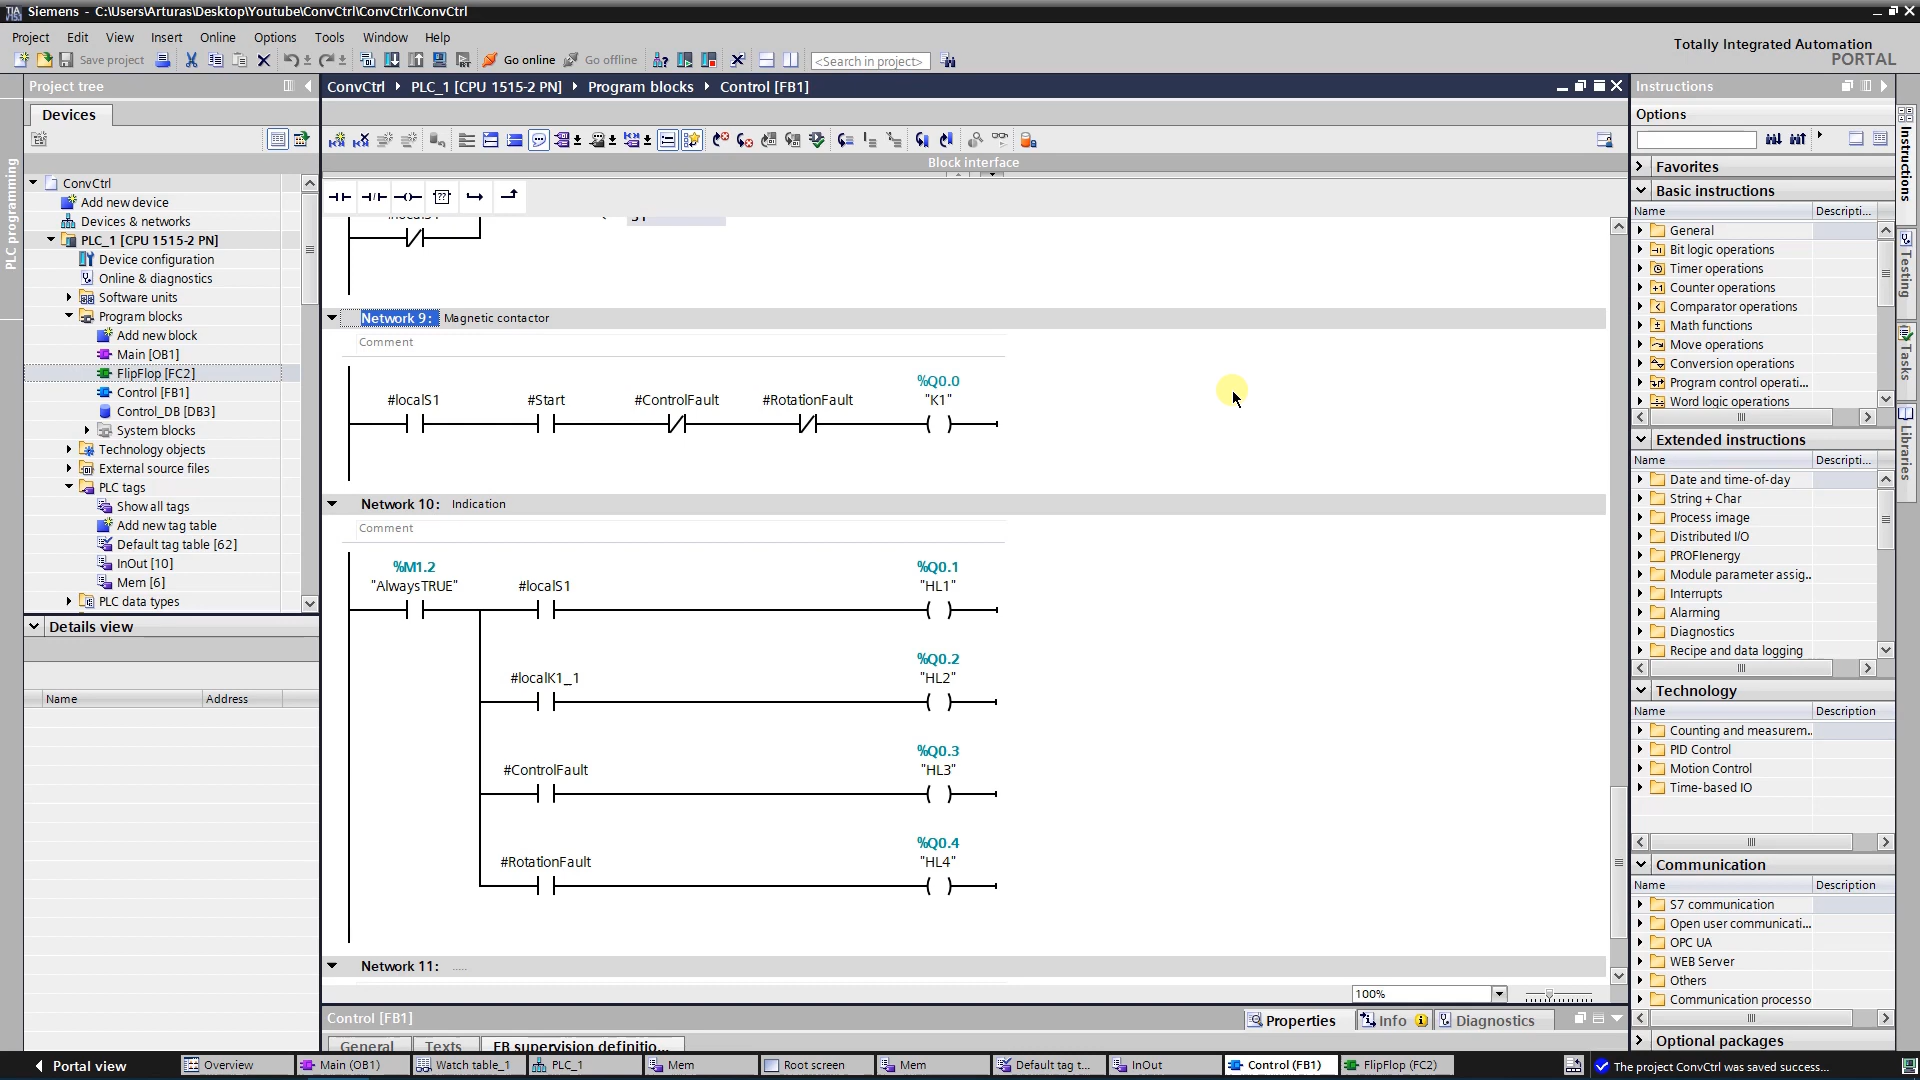 Siemens - C:\Users\Arturas\Desktop\Youtube\ConvCtrl\ConvCtrl\ConvCtrl
Project Edit View Insert Online Options Tools Window Help
Totally Integrated Automation
PORTAL
Save project
Go online
Go offline
<Search in project>
Project tree
Devices
PLC programming
ConvCtrl
Add new device
Devices & networks
PLC_1 [CPU 1515-2 PN]
Device configuration
Online & diagnostics
Software units
Program blocks
Add new block
Main [OB1]
FlipFlop [FC2]
Control [FB1]
Control_DB [DB3]
System blocks
Technology objects
External source files
PLC tags
Show all tags
Add new tag table
Default tag table [62]
InOut [10]
Mem [6]
PLC data types
Details view
Name Address
ConvCtrl PLC_1 [CPU 1515-2 PN] Program blocks Control [FB1]
Block interface
Network 9: Magnetic contactor
Comment
%Q0.0
#localS1 #Start #ControlFault #RotationFault "K1"
Network 10: Indication
Comment
%M1.2 %Q0.1
"AlwaysTRUE" #localS1 "HL1"
%Q0.2
#localK1_1 "HL2"
%Q0.3
#ControlFault "HL3"
%Q0.4
#RotationFault "HL4"
Network 11: .....
100%
Control [FB1]
Properties Info Diagnostics
General Texts FB supervision definitio...
Instructions
Options
Favorites
Basic instructions
Name Descripti...
General
Bit logic operations
Timer operations
Counter operations
Comparator operations
Math functions
Move operations
Conversion operations
Program control operati...
Word logic operations
Extended instructions
Name Descripti...
Date and time-of-day
String + Char
Process image
Distributed I/O
PROFIenergy
Module parameter assig..
Interrupts
Alarming
Diagnostics
Recipe and data logging
Technology
Name Description
Counting and measurem..
PID Control
Motion Control
Time-based IO
Communication
Name Description
S7 communication
Open user communicati...
OPC UA
WEB Server
Others
Communication processo
Optional packages
Instructions
Testing
Tasks
Libraries
Portal view Overview Main (OB1) Watch table_1 PLC_1 Mem Root screen Mem Default tag t... InOut Control (FB1) FlipFlop (FC2) The project ConvCtrl was saved success...